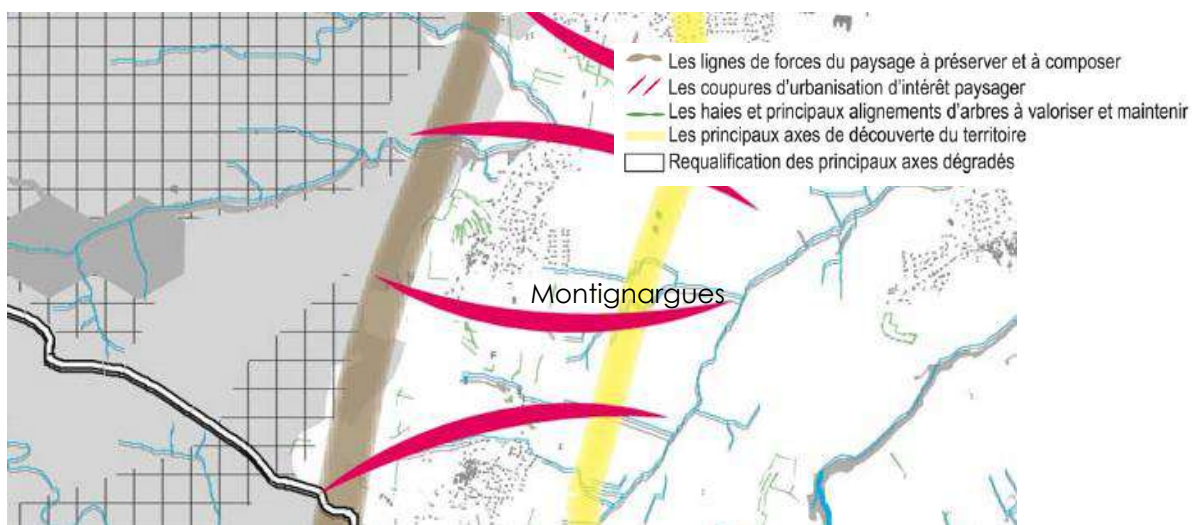 Les lignes de forces du paysage à préserver et à composer
Les coupures d'urbanisation d'intérêt paysager
Les haies et principaux alignements d'arbres à valoriser et maintenir
Les principaux axes de découverte du territoire
Requalification des principaux axes dégradés
Montignargues